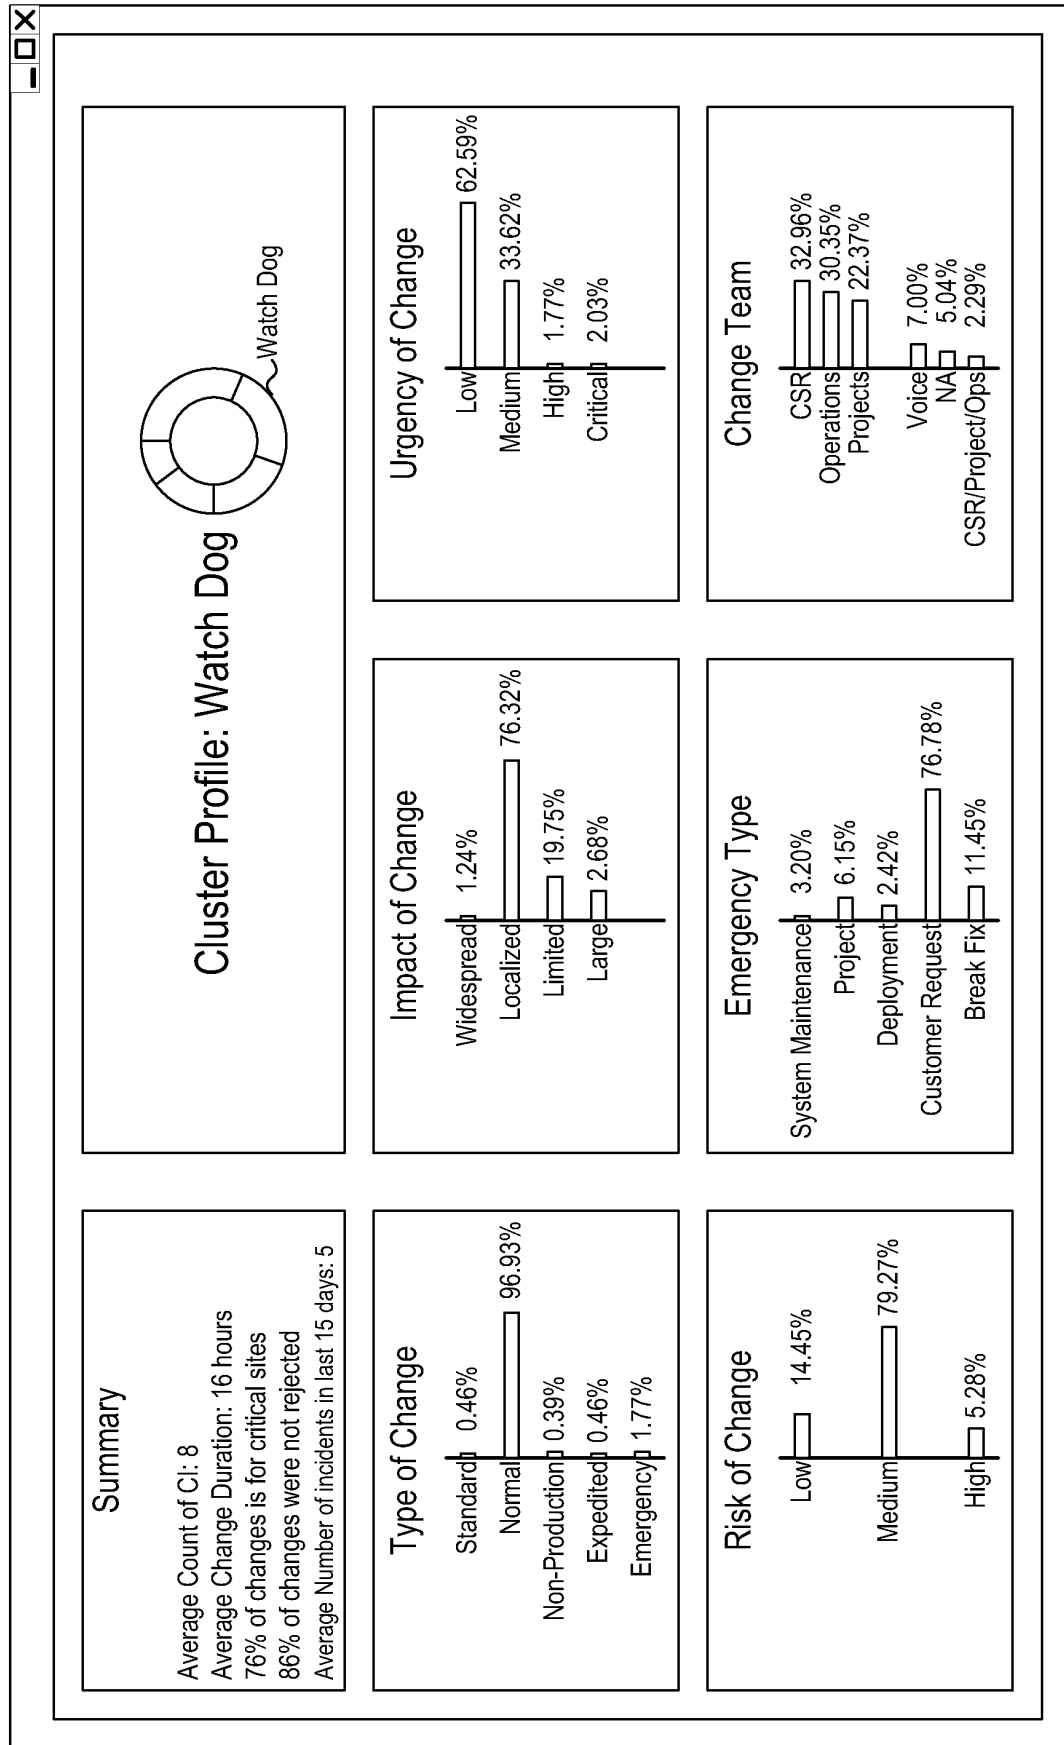 Summary
Average Count of CI: 8
Average Change Duration: 16 hours
76% of changes is for critical sites
86% of changes were not rejected
Average Number of incidents in last 15 days: 5
Cluster Profile: Watch Dog
Watch Dog
Type of Change
Standard 0.46%
Normal 96.93%
Non-Production 0.39%
Expedited 0.46%
Emergency 1.77%
Impact of Change
Widespread 1.24%
Localized 76.32%
Limited 19.75%
Large 2.68%
Urgency of Change
Low 62.59%
Medium 33.62%
High 1.77%
Critical 2.03%
Risk of Change
Low 14.45%
Medium 79.27%
High 5.28%
Emergency Type
System Maintenance 3.20%
Project 6.15%
Deployment 2.42%
Customer Request 76.78%
Break Fix 11.45%
Change Team
CSR 32.96%
Operations 30.35%
Projects 22.37%
Voice 7.00%
NA 5.04%
CSR/Project/Ops 2.29%